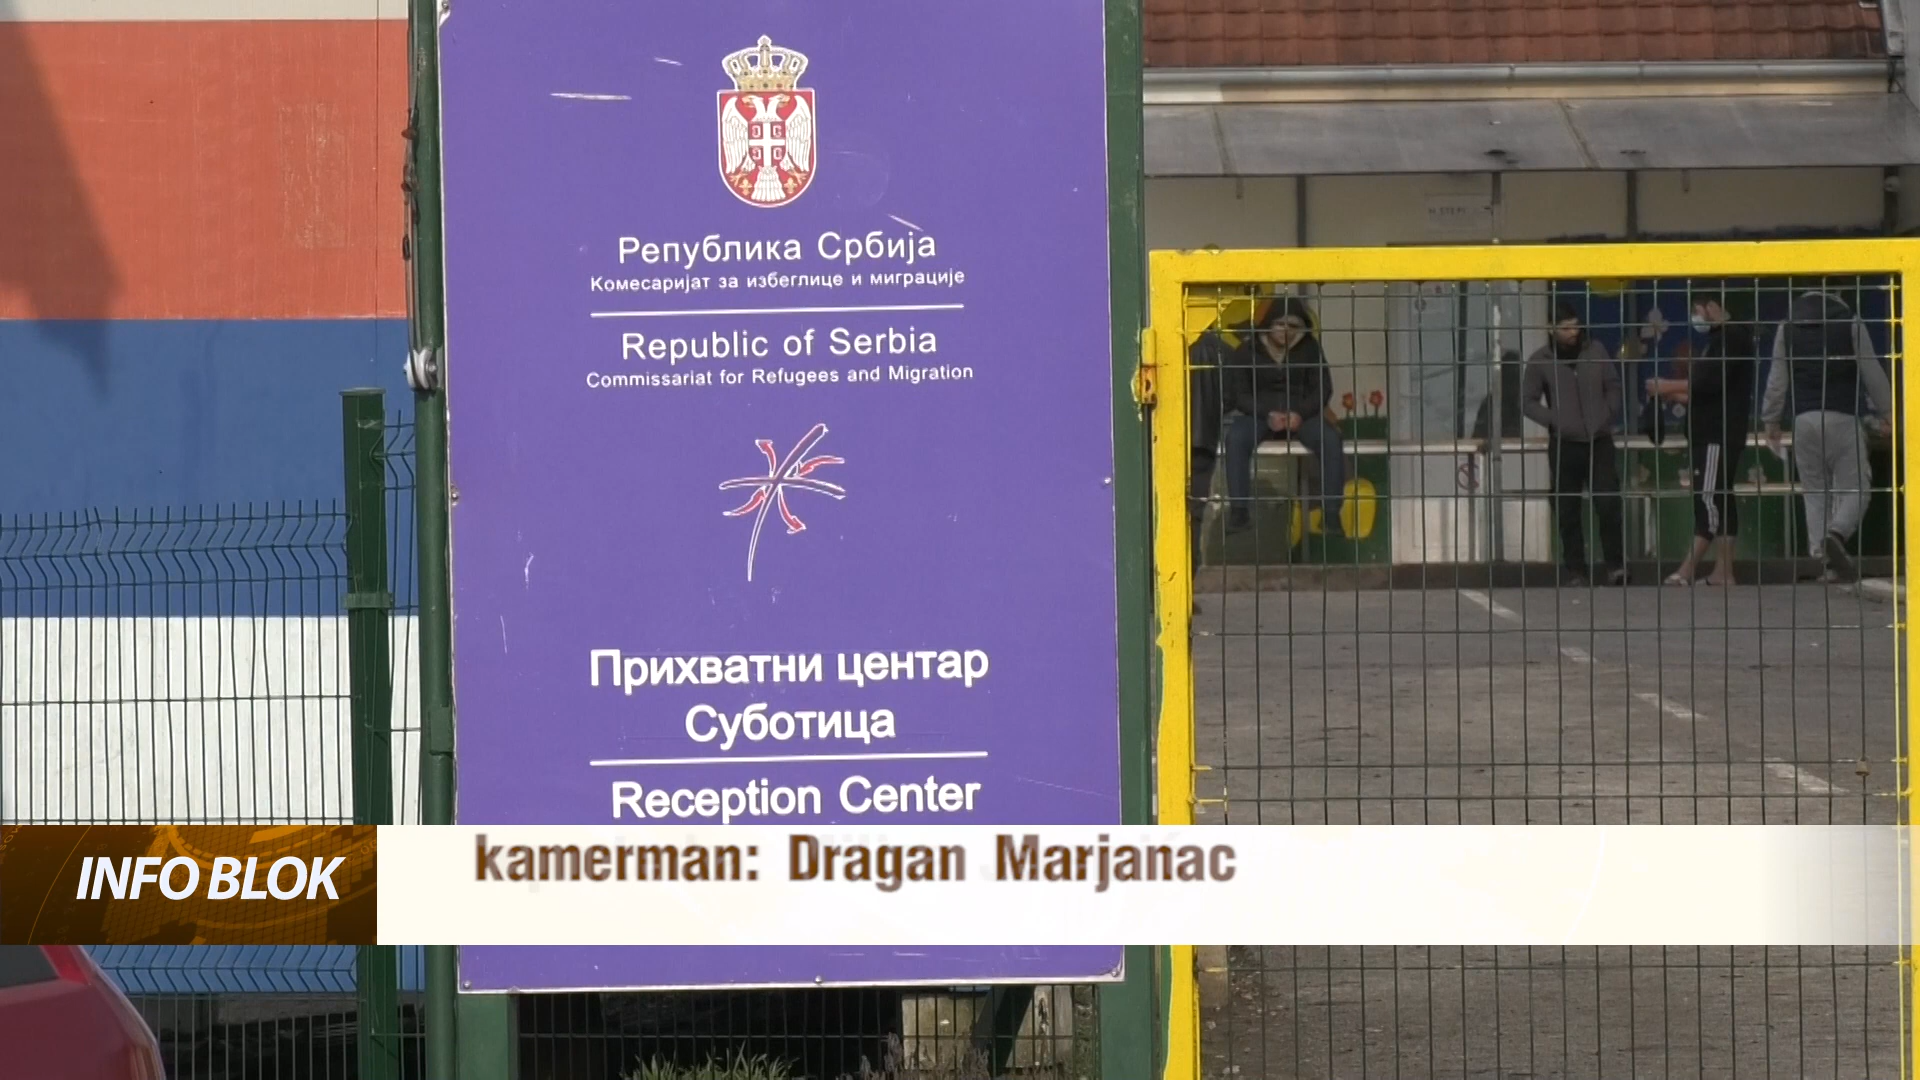 Република Србија
Комесаријат за избеглице и миграције
Republic of Serbia
Commissariat for Refugees and Migration
Прихватни центар
Суботица
Reception Center
INFO BLOK
kamerman: Dragan Marjanac